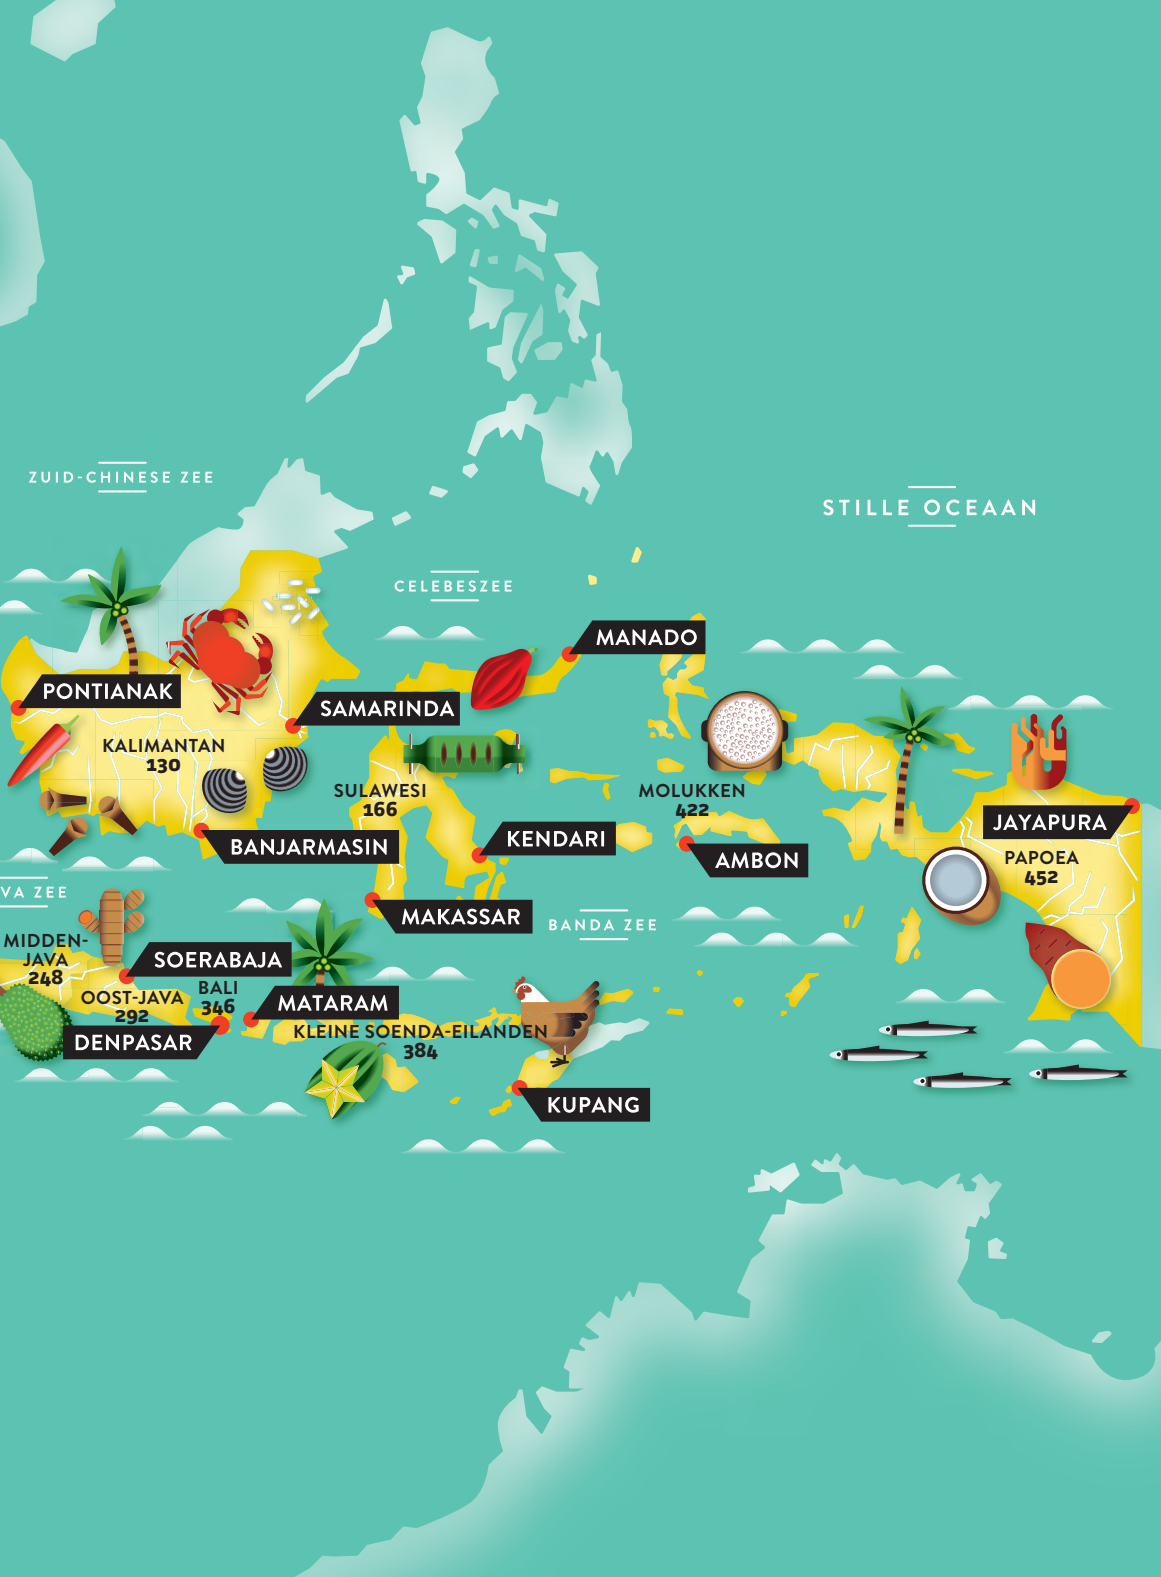 ZUID-CHINESE ZEE
STILLE OCEAAN
CELEBESZEE
MANADO
PONTIANAK
SAMARINDA
KALIMANTAN
130
SULAWESI
166
MOLUKKEN
422
JAYAPURA
BANJARMASIN
KENDARI
AMBON
PAPOEA
452
VA ZEE
MAKASSAR
BANDA ZEE
MIDDEN-
JAVA
248
SOERABAJA
OOST-JAVA
292
BALI
346
MATARAM
DENPASAR
KLEINE SOENDA-EILANDEN
384
KUPANG